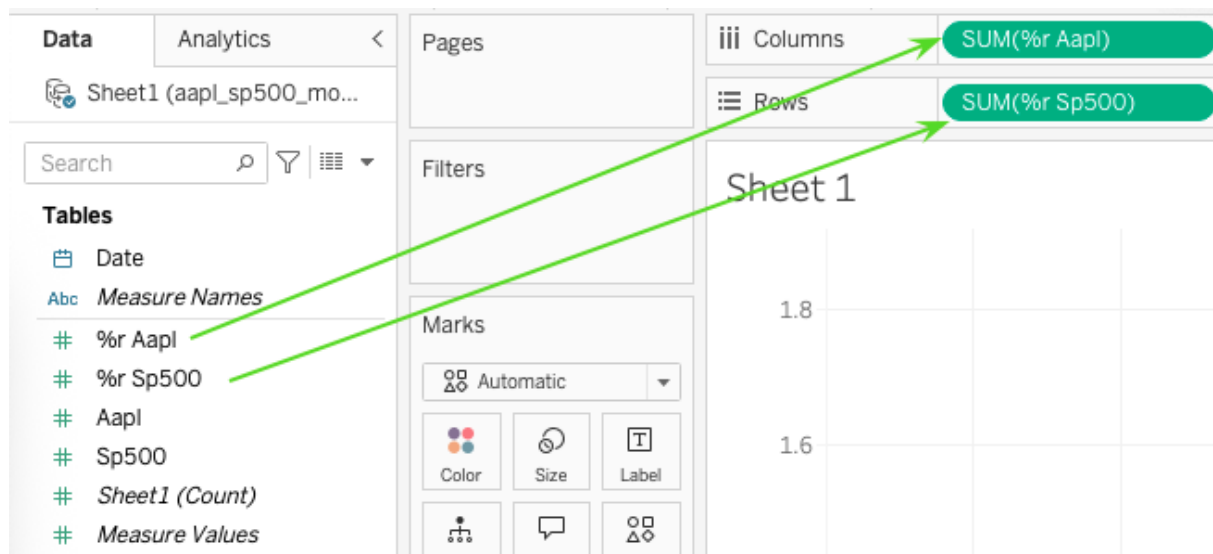 Data
Analytics
Sheet1 (aapl_sp500_mo...
Search
Tables
Date
Abc Measure Names
%r Aapl
%r Sp500
Aapl
Sp500
Sheet1 (Count)
Measure Values
Pages
Filters
Marks
Automatic
Color
Size
T
Label
Columns
SUM(%r Aapl)
Rows
SUM(%r Sp500)
Sheet 1
1.8
1.6